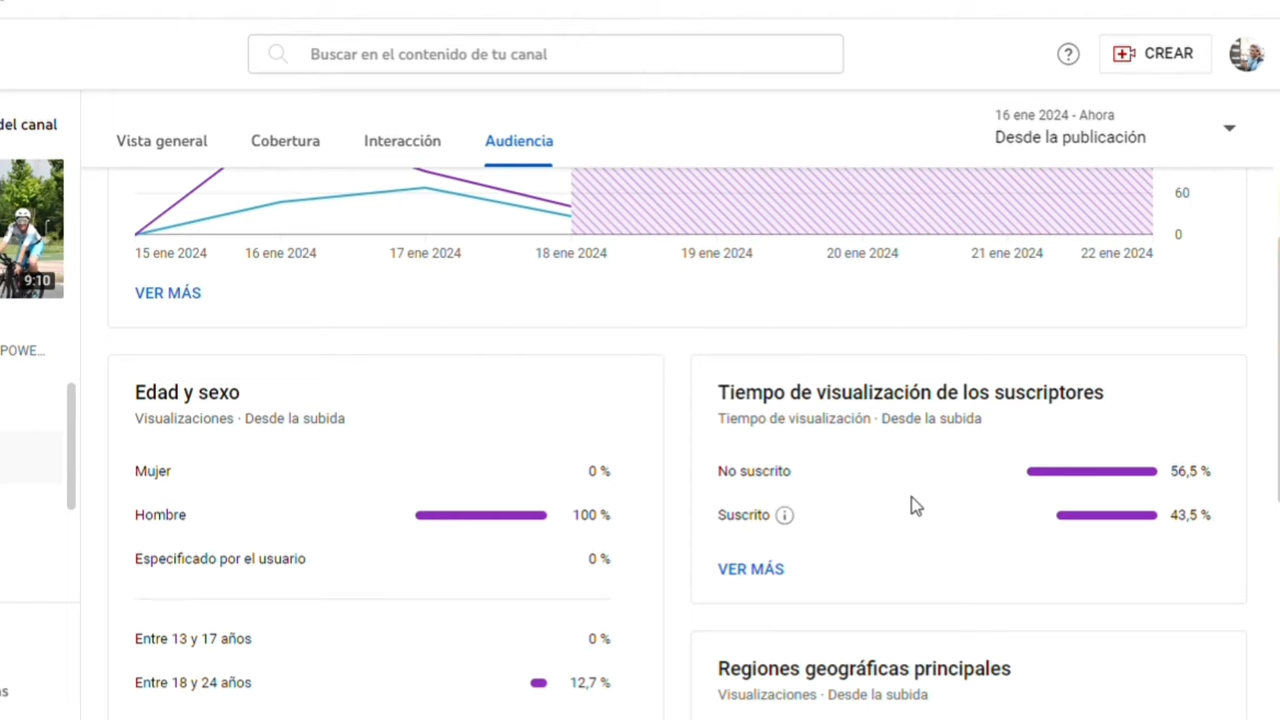 Buscar en el contenido de tu canal
CREAR
del canal
9:10
POWE...
as
Vista general
Cobertura
Interacción
Audiencia
16 ene 2024 - Ahora
Desde la publicación
60
0
15 ene 2024
16 ene 2024
17 ene 2024
18 ene 2024
19 ene 2024
20 ene 2024
21 ene 2024
22 ene 2024
VER MÁS
Edad y sexo
Visualizaciones · Desde la subida
Mujer 0 %
Hombre 100 %
Especificado por el usuario 0 %
Entre 13 y 17 años 0 %
Entre 18 y 24 años 12,7 %
Tiempo de visualización de los suscriptores
Tiempo de visualización · Desde la subida
No suscrito 56,5 %
Suscrito 43,5 %
VER MÁS
Regiones geográficas principales
Visualizaciones · Desde la subida